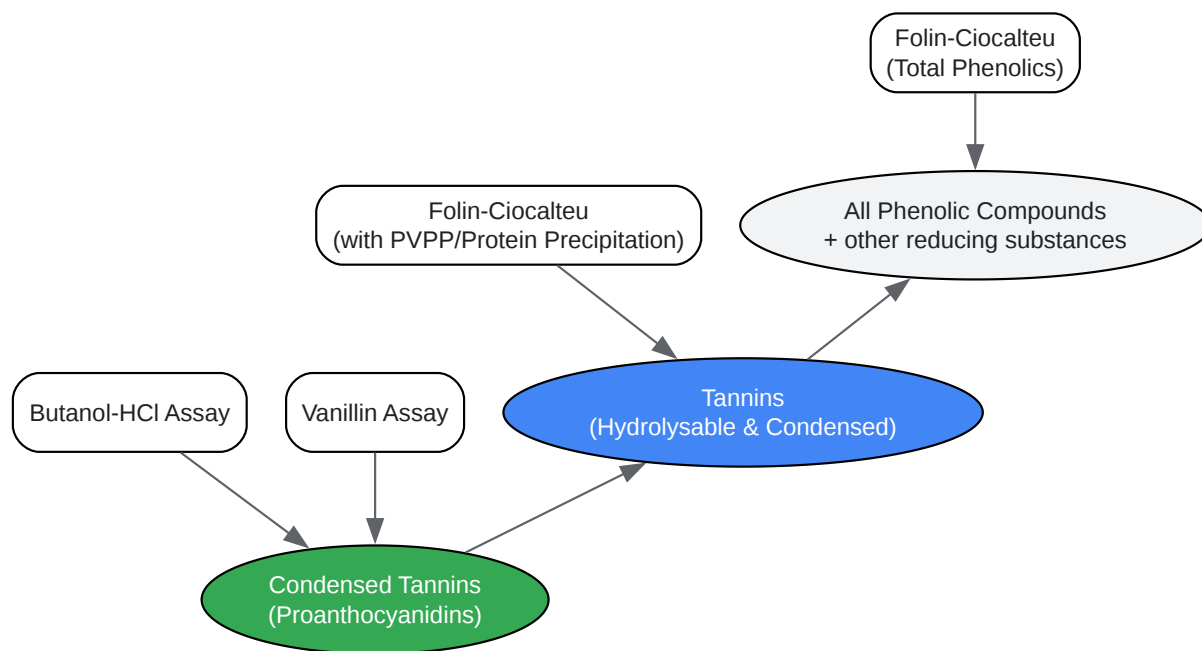 Folin-Ciocalteu
(Total Phenolics)
Folin-Ciocalteu
(with PVPP/Protein Precipitation)
All Phenolic Compounds
+ other reducing substances
Butanol-HCl Assay
Vanillin Assay
Tannins
(Hydrolysable & Condensed)
Condensed Tannins
(Proanthocyanidins)